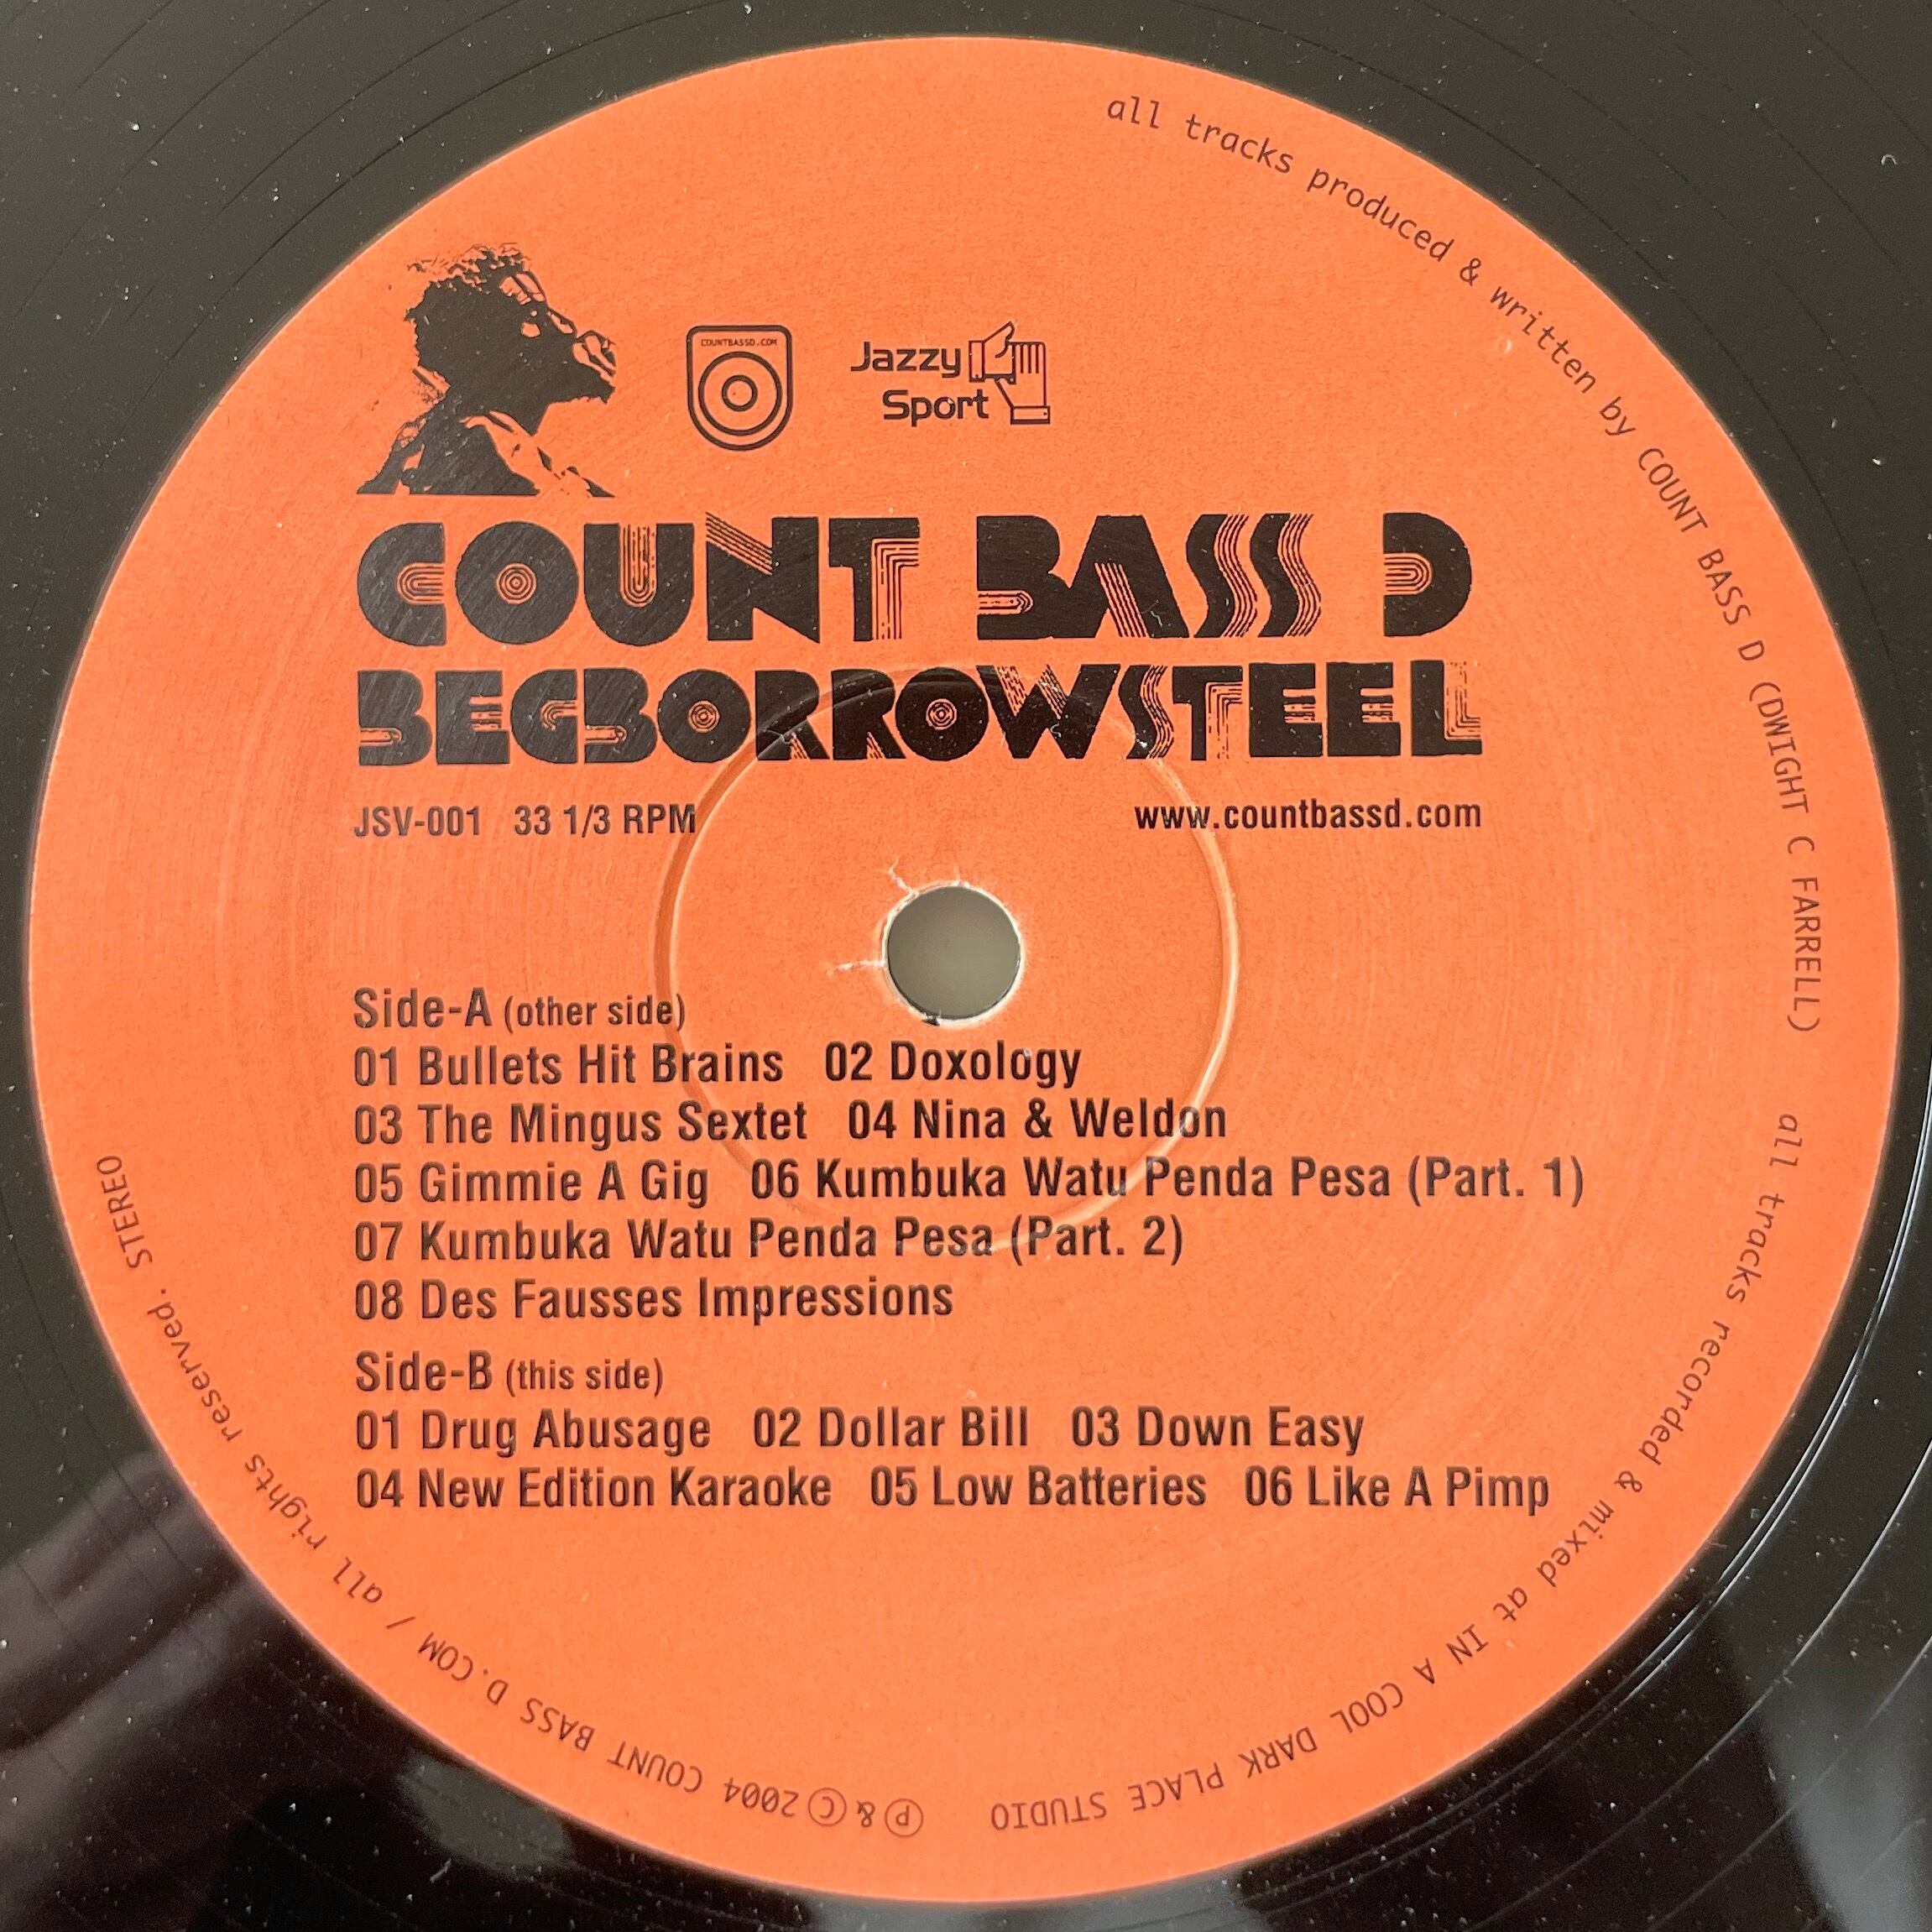 all tracks produced & written by COUNT BASS D (DWIGHT C FARRELL)
COUNTBASSD.COM
Jazzy
Sport
COUNT BASS D
BEGBORROWSTEEL
JSV-001 33 1/3 RPM
www.countbassd.com
Side-A (other side)
01 Bullets Hit Brains 02 Doxology
03 The Mingus Sextet 04 Nina & Weldon
05 Gimmie A Gig 06 Kumbuka Watu Penda Pesa (Part. 1)
07 Kumbuka Watu Penda Pesa (Part. 2)
08 Des Fausses Impressions
Side-B (this side)
01 Drug Abusage 02 Dollar Bill 03 Down Easy
04 New Edition Karaoke 05 Low Batteries 06 Like A Pimp
all tracks recorded & mixed at IN A COOL DARK PLACE STUDIO
Ⓟ&Ⓒ2004 COUNT BASS D.COM / all rights reserved. STEREO